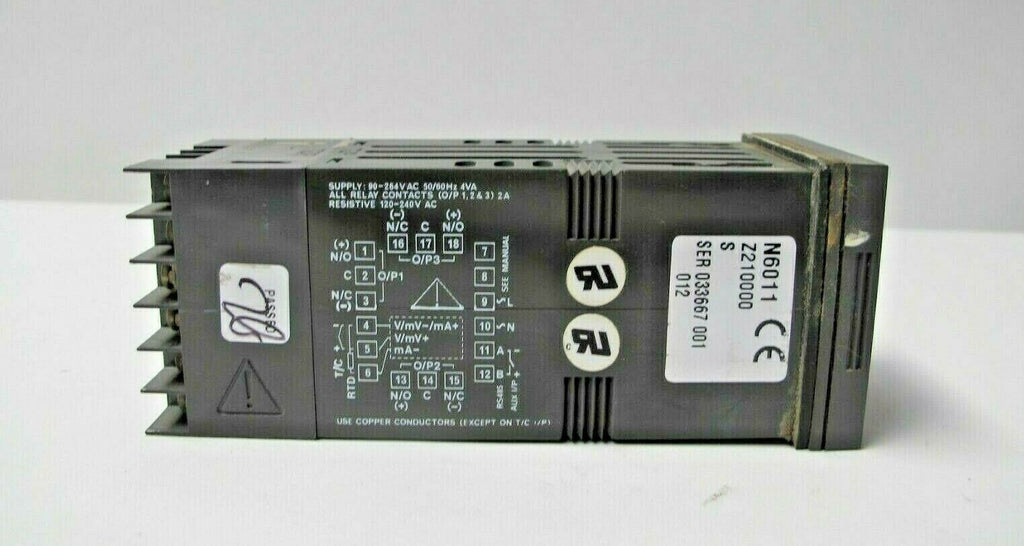 SUPPLY: 90-264V AC 50/60Hz 4VA
ALL RELAY CONTACTS (O/P 1, 2 & 3) 2A
RESISTIVE 120-240V AC
(-) (+)
N/C C N/O
16 17 18
O/P3
(+)
N/O 1
C 2 O/P1
N/C 3
(-)
4 V/mV-/mA+
5 V/mV+
6 mA-
- T/C +
RTD
O/P2
13 14 15
N/O C N/C
(+) (-)
7
8
9 L
SEE MANUAL
10 N
11 A -
12 B +
RS485
AUX I/P
USE COPPER CONDUCTORS (EXCEPT ON T/C I/P)
PASSED
N6011
Z210000
S
SER 033667 001
012
CE
RU
RU
C